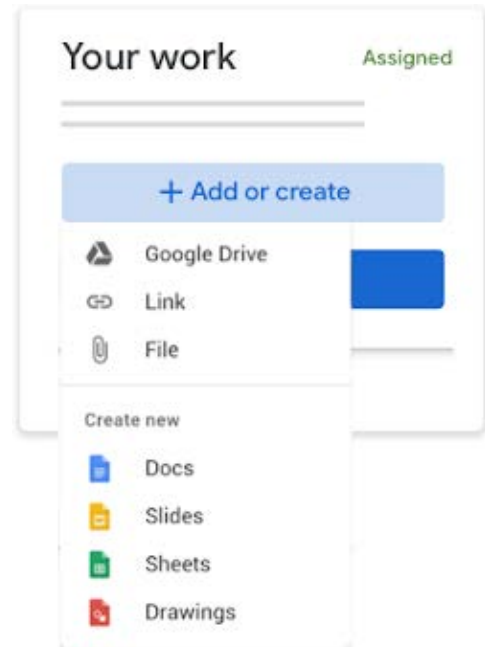 Your work
Assigned
+ Add or create
Google Drive
Link
File
Create new
Docs
Slides
Sheets
Drawings